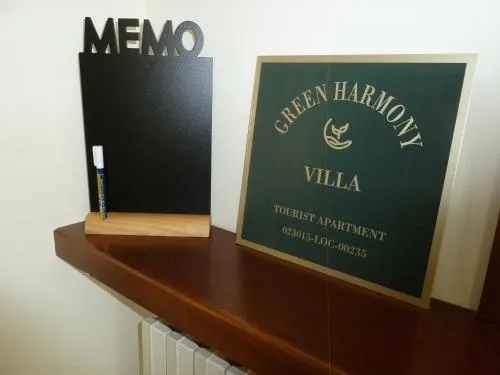 MEMO
GREEN HARMONY
VILLA
TOURIST APARTMENT
023015-LOC-00235